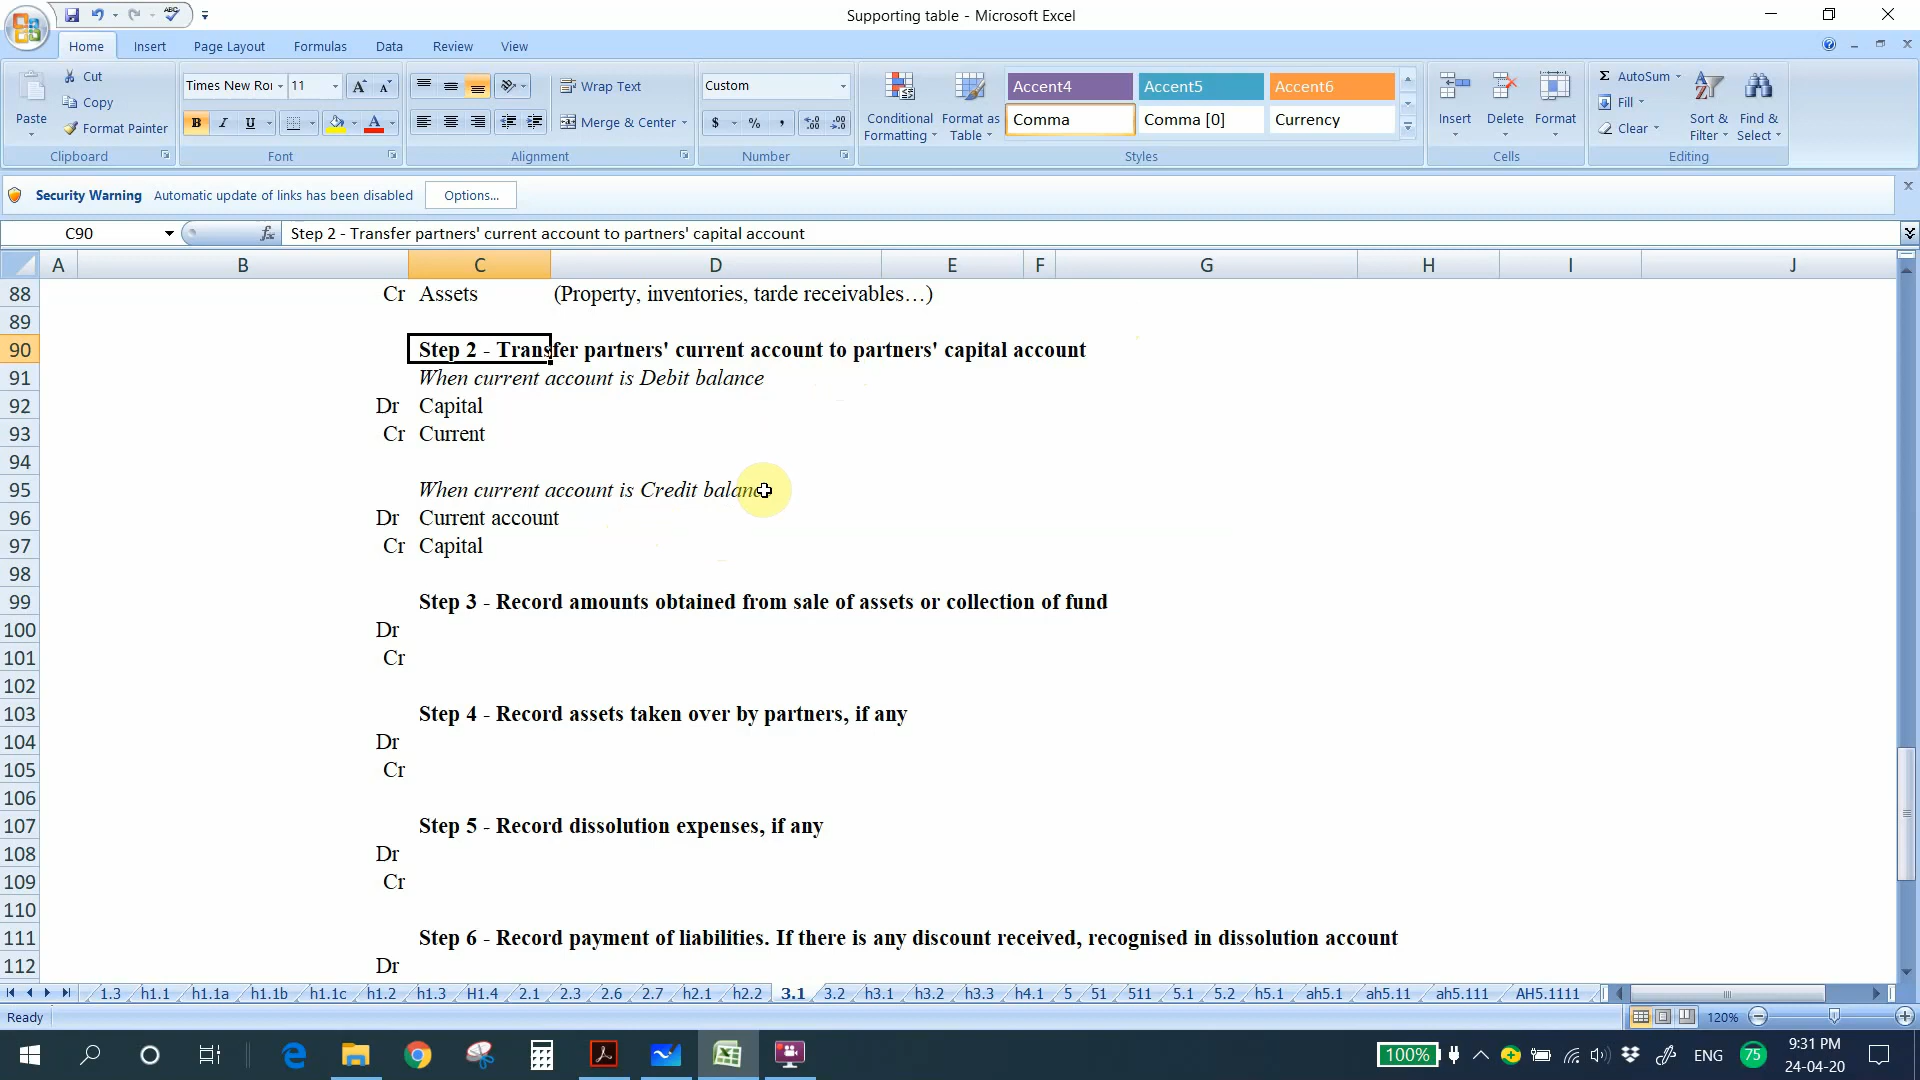 Supporting table - Microsoft Excel
Home Insert Page Layout Formulas Data Review View
Paste Cut Copy Format Painter Clipboard
Times New Roi 11 B I U Font
Wrap Text Merge & Center Alignment
Custom $ % , Number
Conditional Formatting Format as Table Accent4 Accent5 Accent6 Comma Comma [0] Currency Styles
Insert Delete Format Cells
Σ AutoSum Fill Clear Sort & Filter Find & Select Editing
Security Warning Automatic update of links has been disabled Options...
C90 fx Step 2 - Transfer partners' current account to partners' capital account
A B C D E F G H I J
88 Cr Assets (Property, inventories, tarde receivables…)
89
90 Step 2 - Transfer partners' current account to partners' capital account
91 When current account is Debit balance
92 Dr Capital
93 Cr Current
94
95 When current account is Credit balance
96 Dr Current account
97 Cr Capital
98
99 Step 3 - Record amounts obtained from sale of assets or collection of fund
100 Dr
101 Cr
102
103 Step 4 - Record assets taken over by partners, if any
104 Dr
105 Cr
106
107 Step 5 - Record dissolution expenses, if any
108 Dr
109 Cr
110
111 Step 6 - Record payment of liabilities. If there is any discount received, recognised in dissolution account
112 Dr
1.3 h1.1 h1.1a h1.1b h1.1c h1.2 h1.3 H1.4 2.1 2.3 2.6 2.7 h2.1 h2.2 3.1 3.2 h3.1 h3.2 h3.3 h4.1 5 51 511 5.1 5.2 h5.1 ah5.1 ah5.11 ah5.111 AH5.1111
Ready 120%
100% ENG 75 9:31 PM
24-04-20